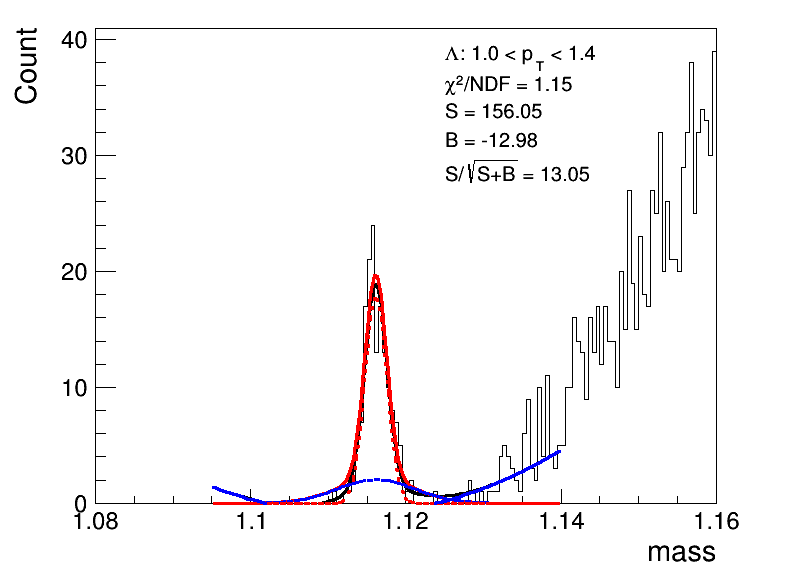 Count
40
30
20
10
0
Λ: 1.0 < pT < 1.4
χ²/NDF = 1.15
S = 156.05
B = -12.98
S/√S+B = 13.05
1.08 1.1 1.12 1.14 1.16
mass